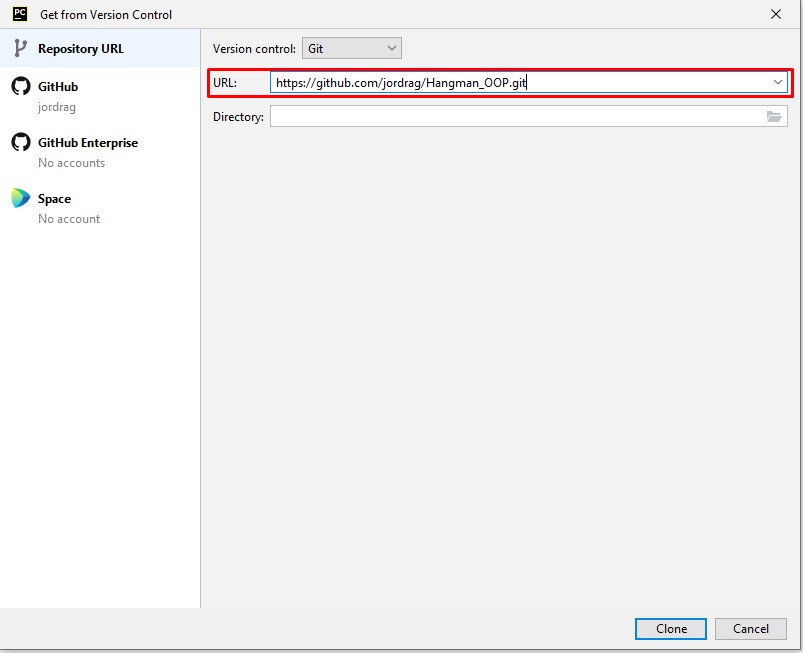 PC Get from Version Control
Repository URL
GitHub
jordrag
GitHub Enterprise
No accounts
Space
No account
Version control: Git
URL: https://github.com/jordrag/Hangman_OOP.git
Directory:
Clone Cancel